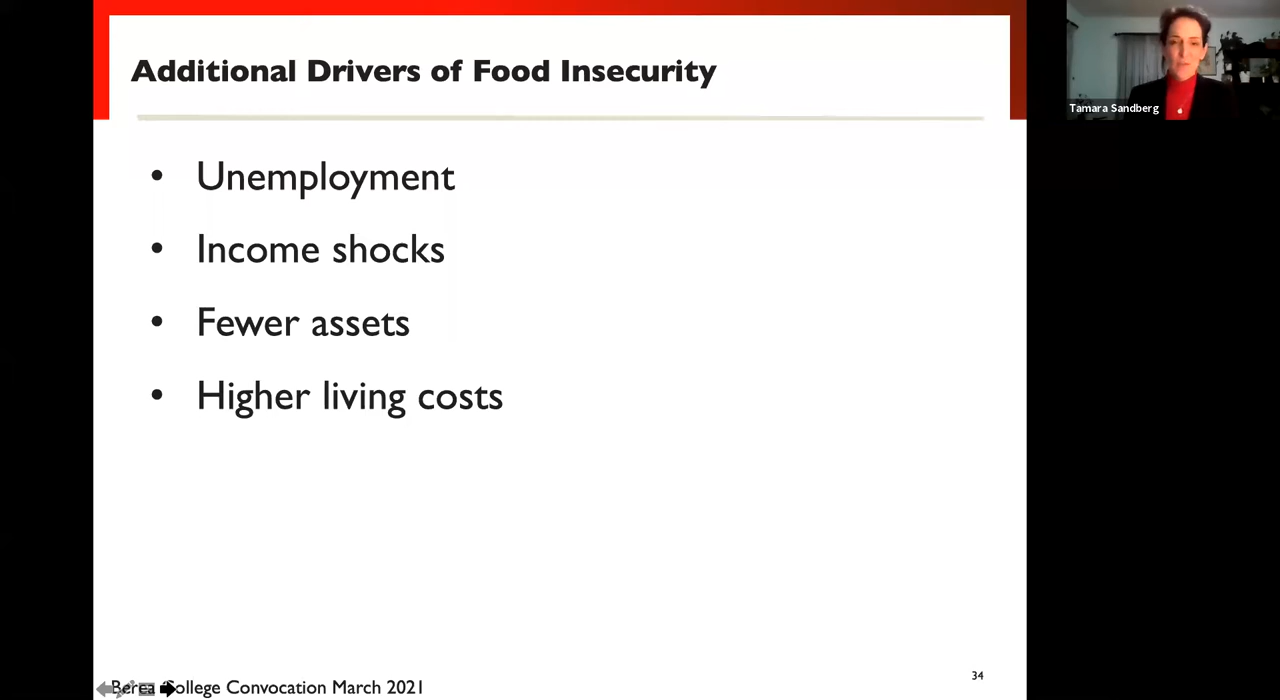 Additional Drivers of Food Insecurity
Tamara Sandberg
• Unemployment
• Income shocks
• Fewer assets
• Higher living costs
34
Berea College Convocation March 2021